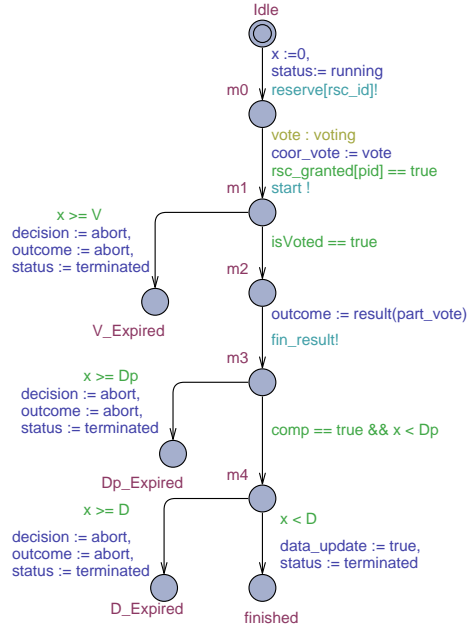 Idle
x :=0,
status:= running
reserve[rsc_id]!
m0
vote : voting
coor_vote := vote
rsc_granted[pid] == true
start !
m1
x >= V
decision := abort,
outcome := abort,
status := terminated
V_Expired
isVoted == true
m2
outcome := result(part_vote)
fin_result!
m3
x >= Dp
decision := abort,
outcome := abort,
status := terminated
Dp_Expired
comp == true && x < Dp
m4
x >= D
decision := abort,
outcome := abort,
status := terminated
D_Expired
x < D
data_update := true,
status := terminated
finished